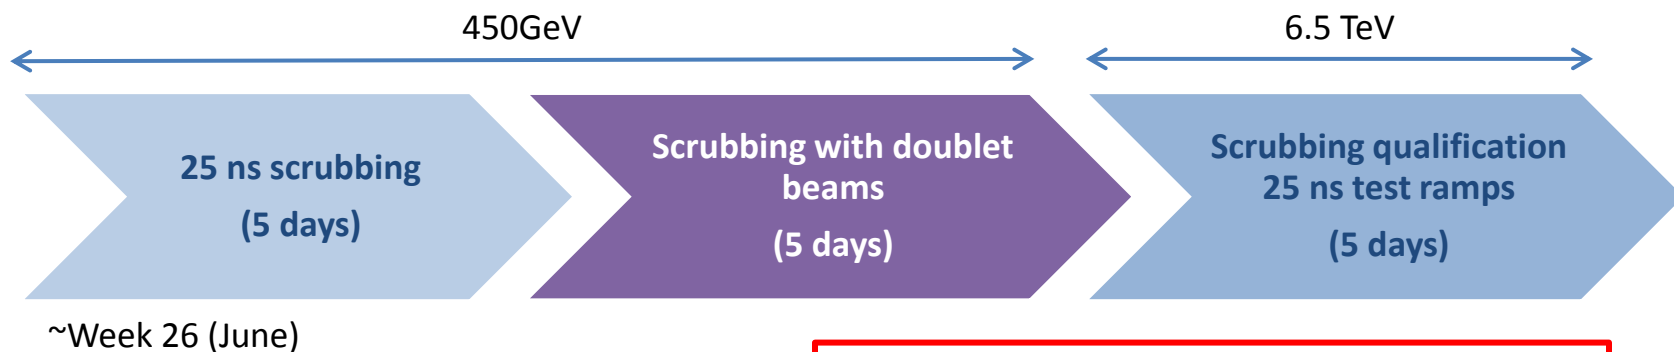 450GeV
6.5 TeV
25 ns scrubbing
(5 days)
Scrubbing with doublet
beams
(5 days)
Scrubbing qualification
25 ns test ramps
(5 days)
~Week 26 (June)